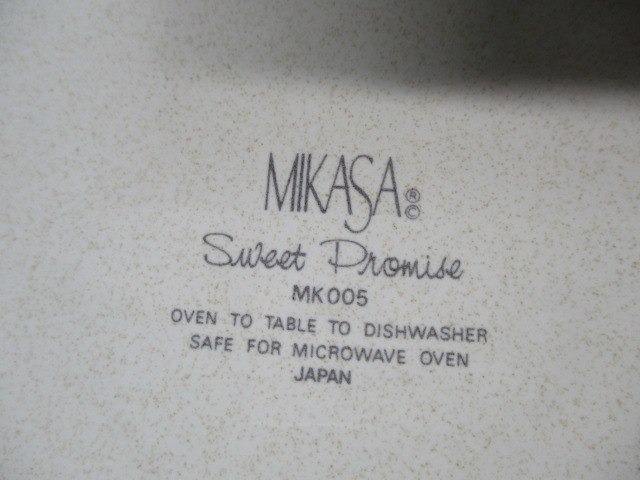 MIKASA®©
Sweet Promise
MK005
OVEN TO TABLE TO DISHWASHER
SAFE FOR MICROWAVE OVEN
JAPAN